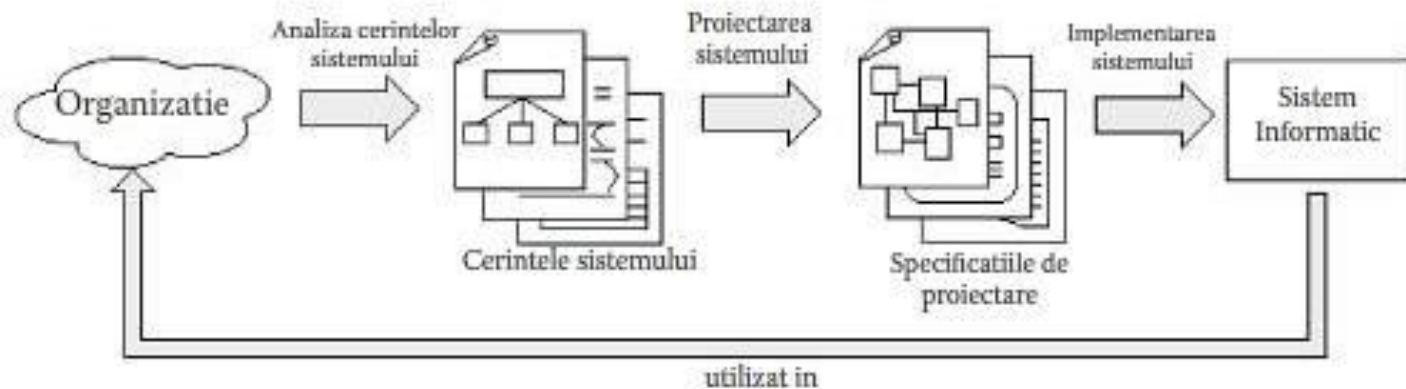 Analiza cerintelor
sistemului
Proiectarea
sistemului
Implementarea
sistemului
Organizatie
Sistem
Informatic
Cerintele sistemului
Specificatiile de
proiectare
utilizat in